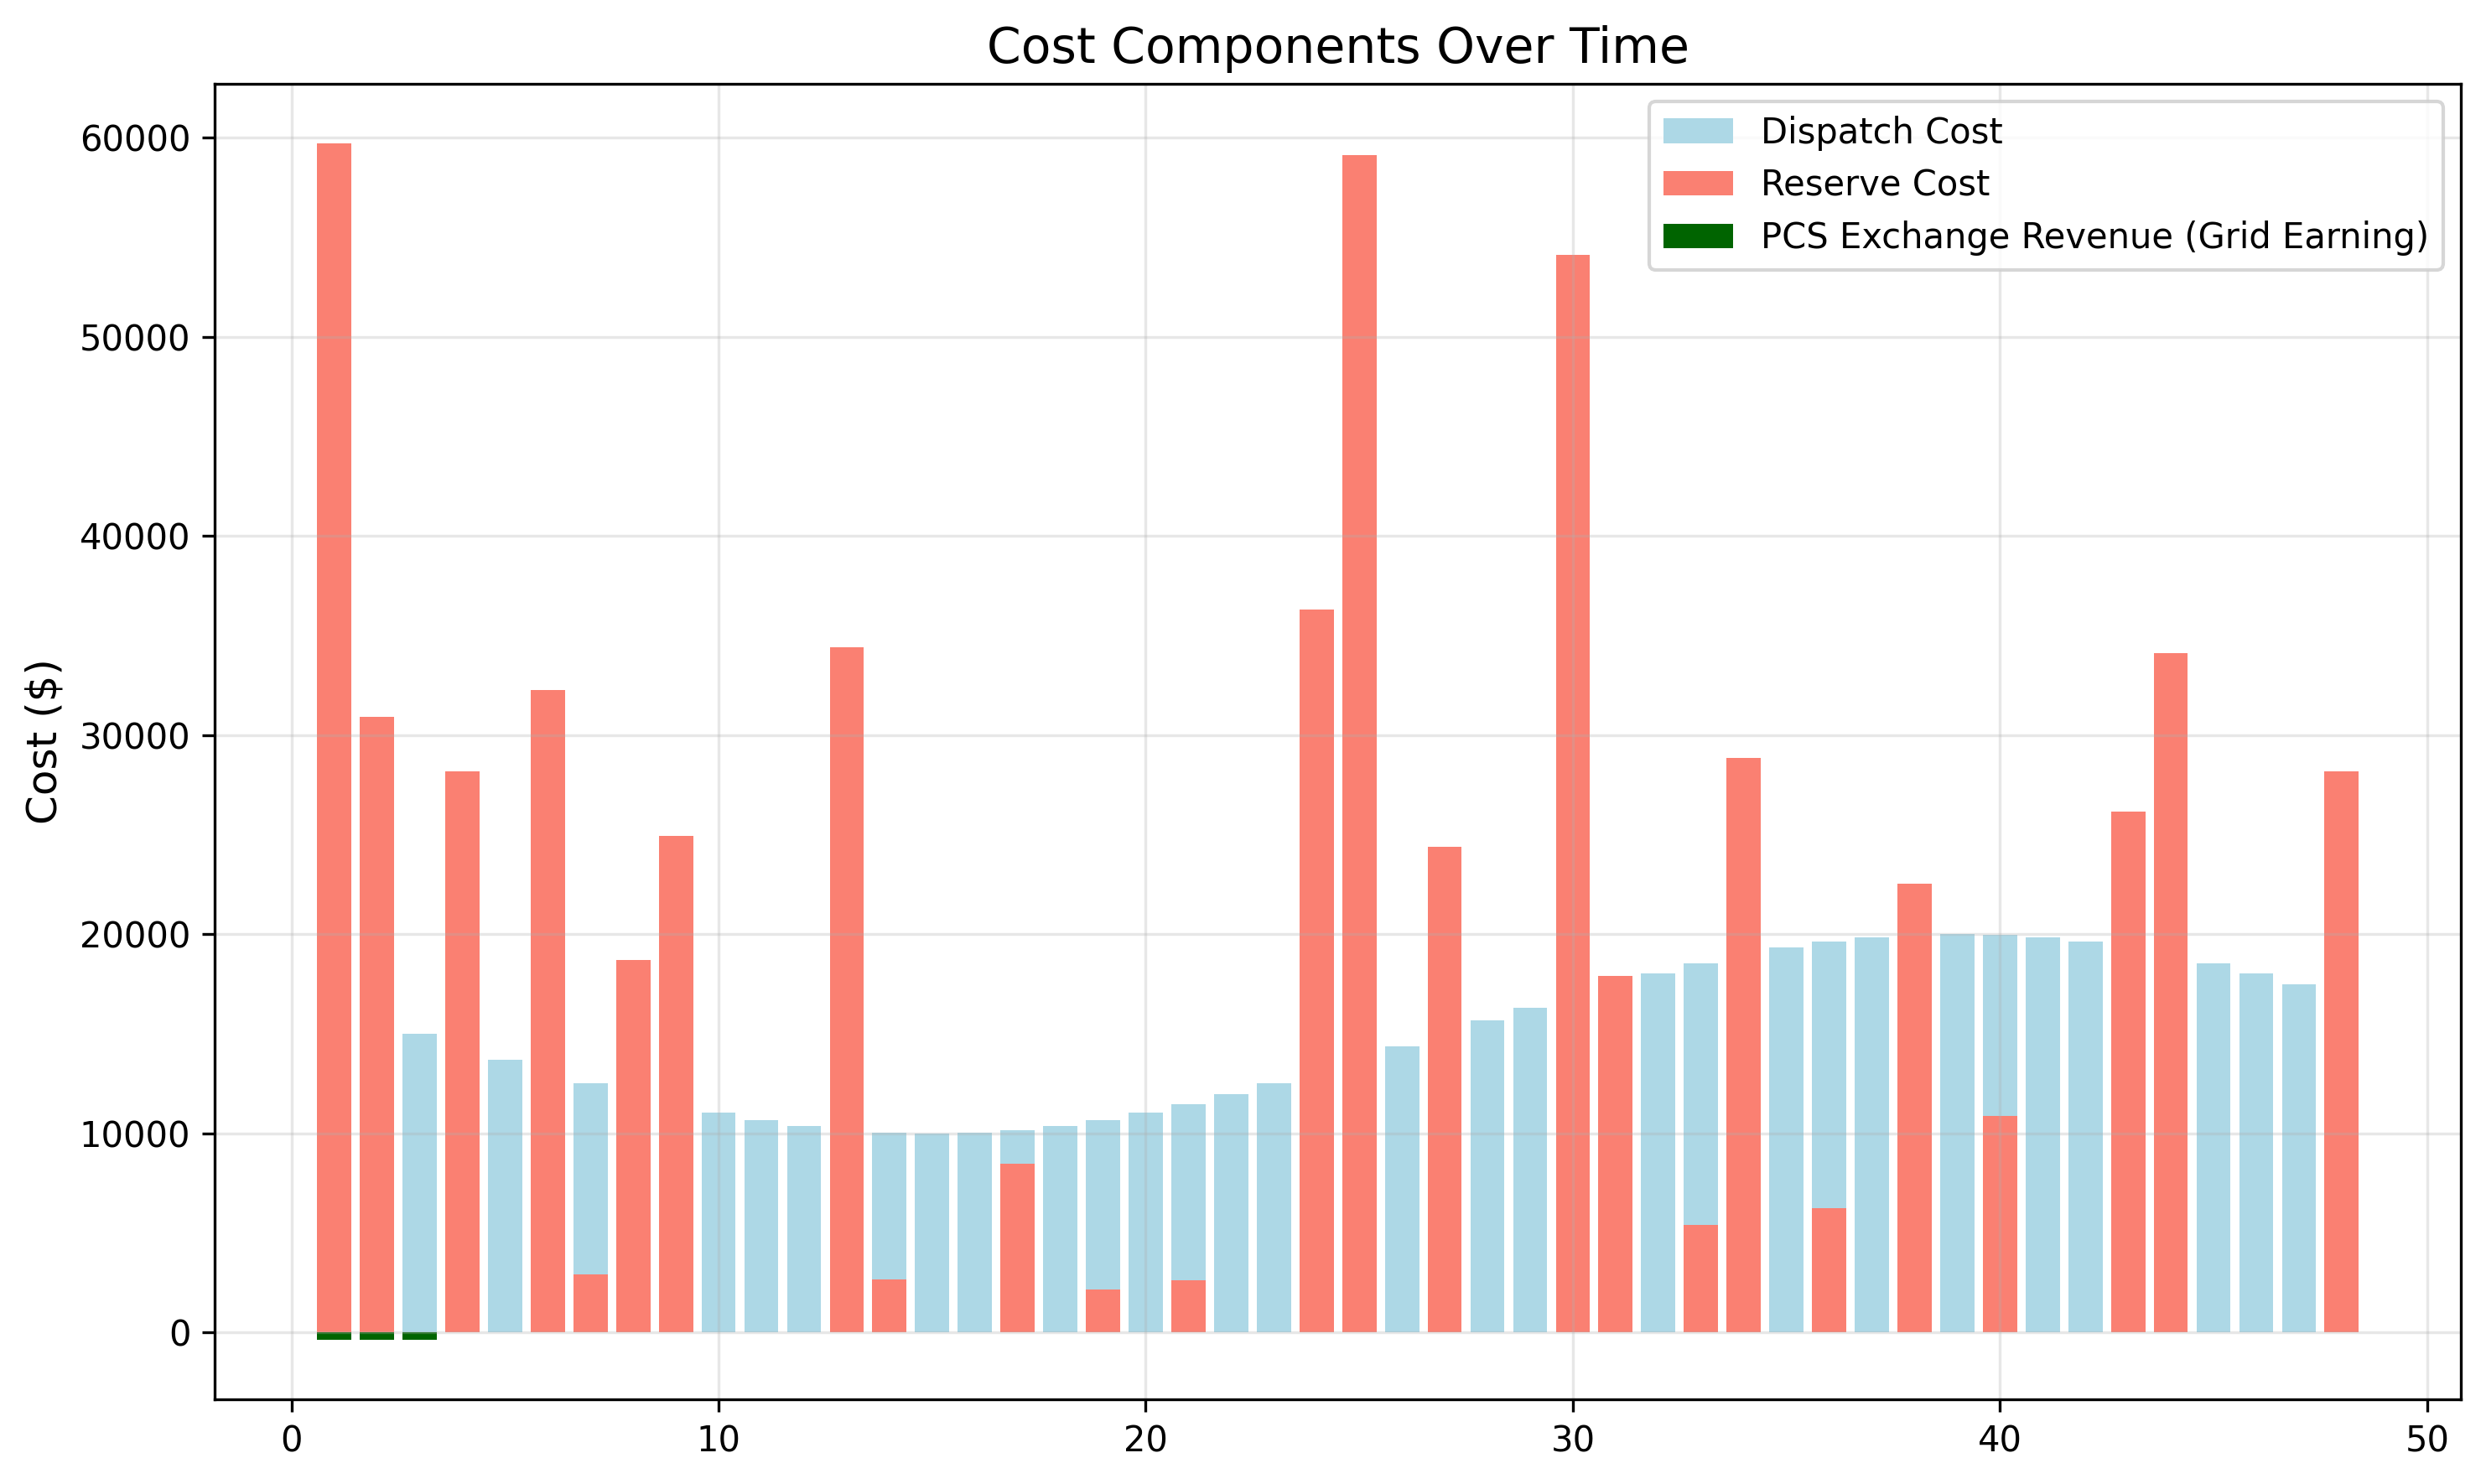 Cost Components Over Time
Dispatch Cost
Reserve Cost
PCS Exchange Revenue (Grid Earning)
Cost ($)
60000
50000
40000
30000
20000
10000
0
0 10 20 30 40 50